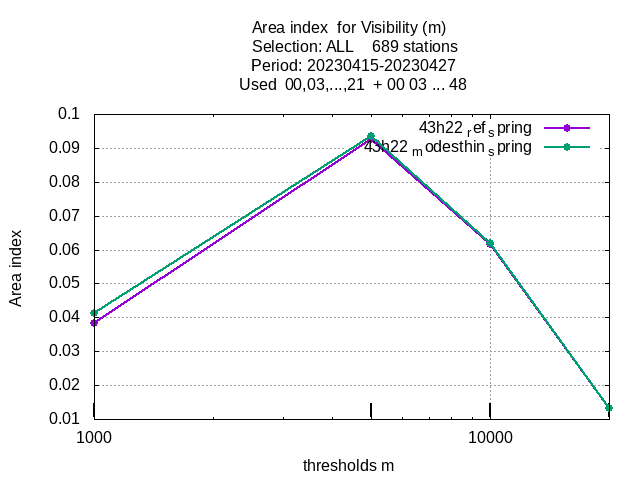 Area index  for Visibility (m)
Selection: ALL    689 stations
Period: 20230415-20230427
Used  00,03,...,21  + 00 03 ... 48
43h22 ref spring
43h22 modesthin spring
Area index
0.1
0.09
0.08
0.07
0.06
0.05
0.04
0.03
0.02
0.01
1000
10000
thresholds m